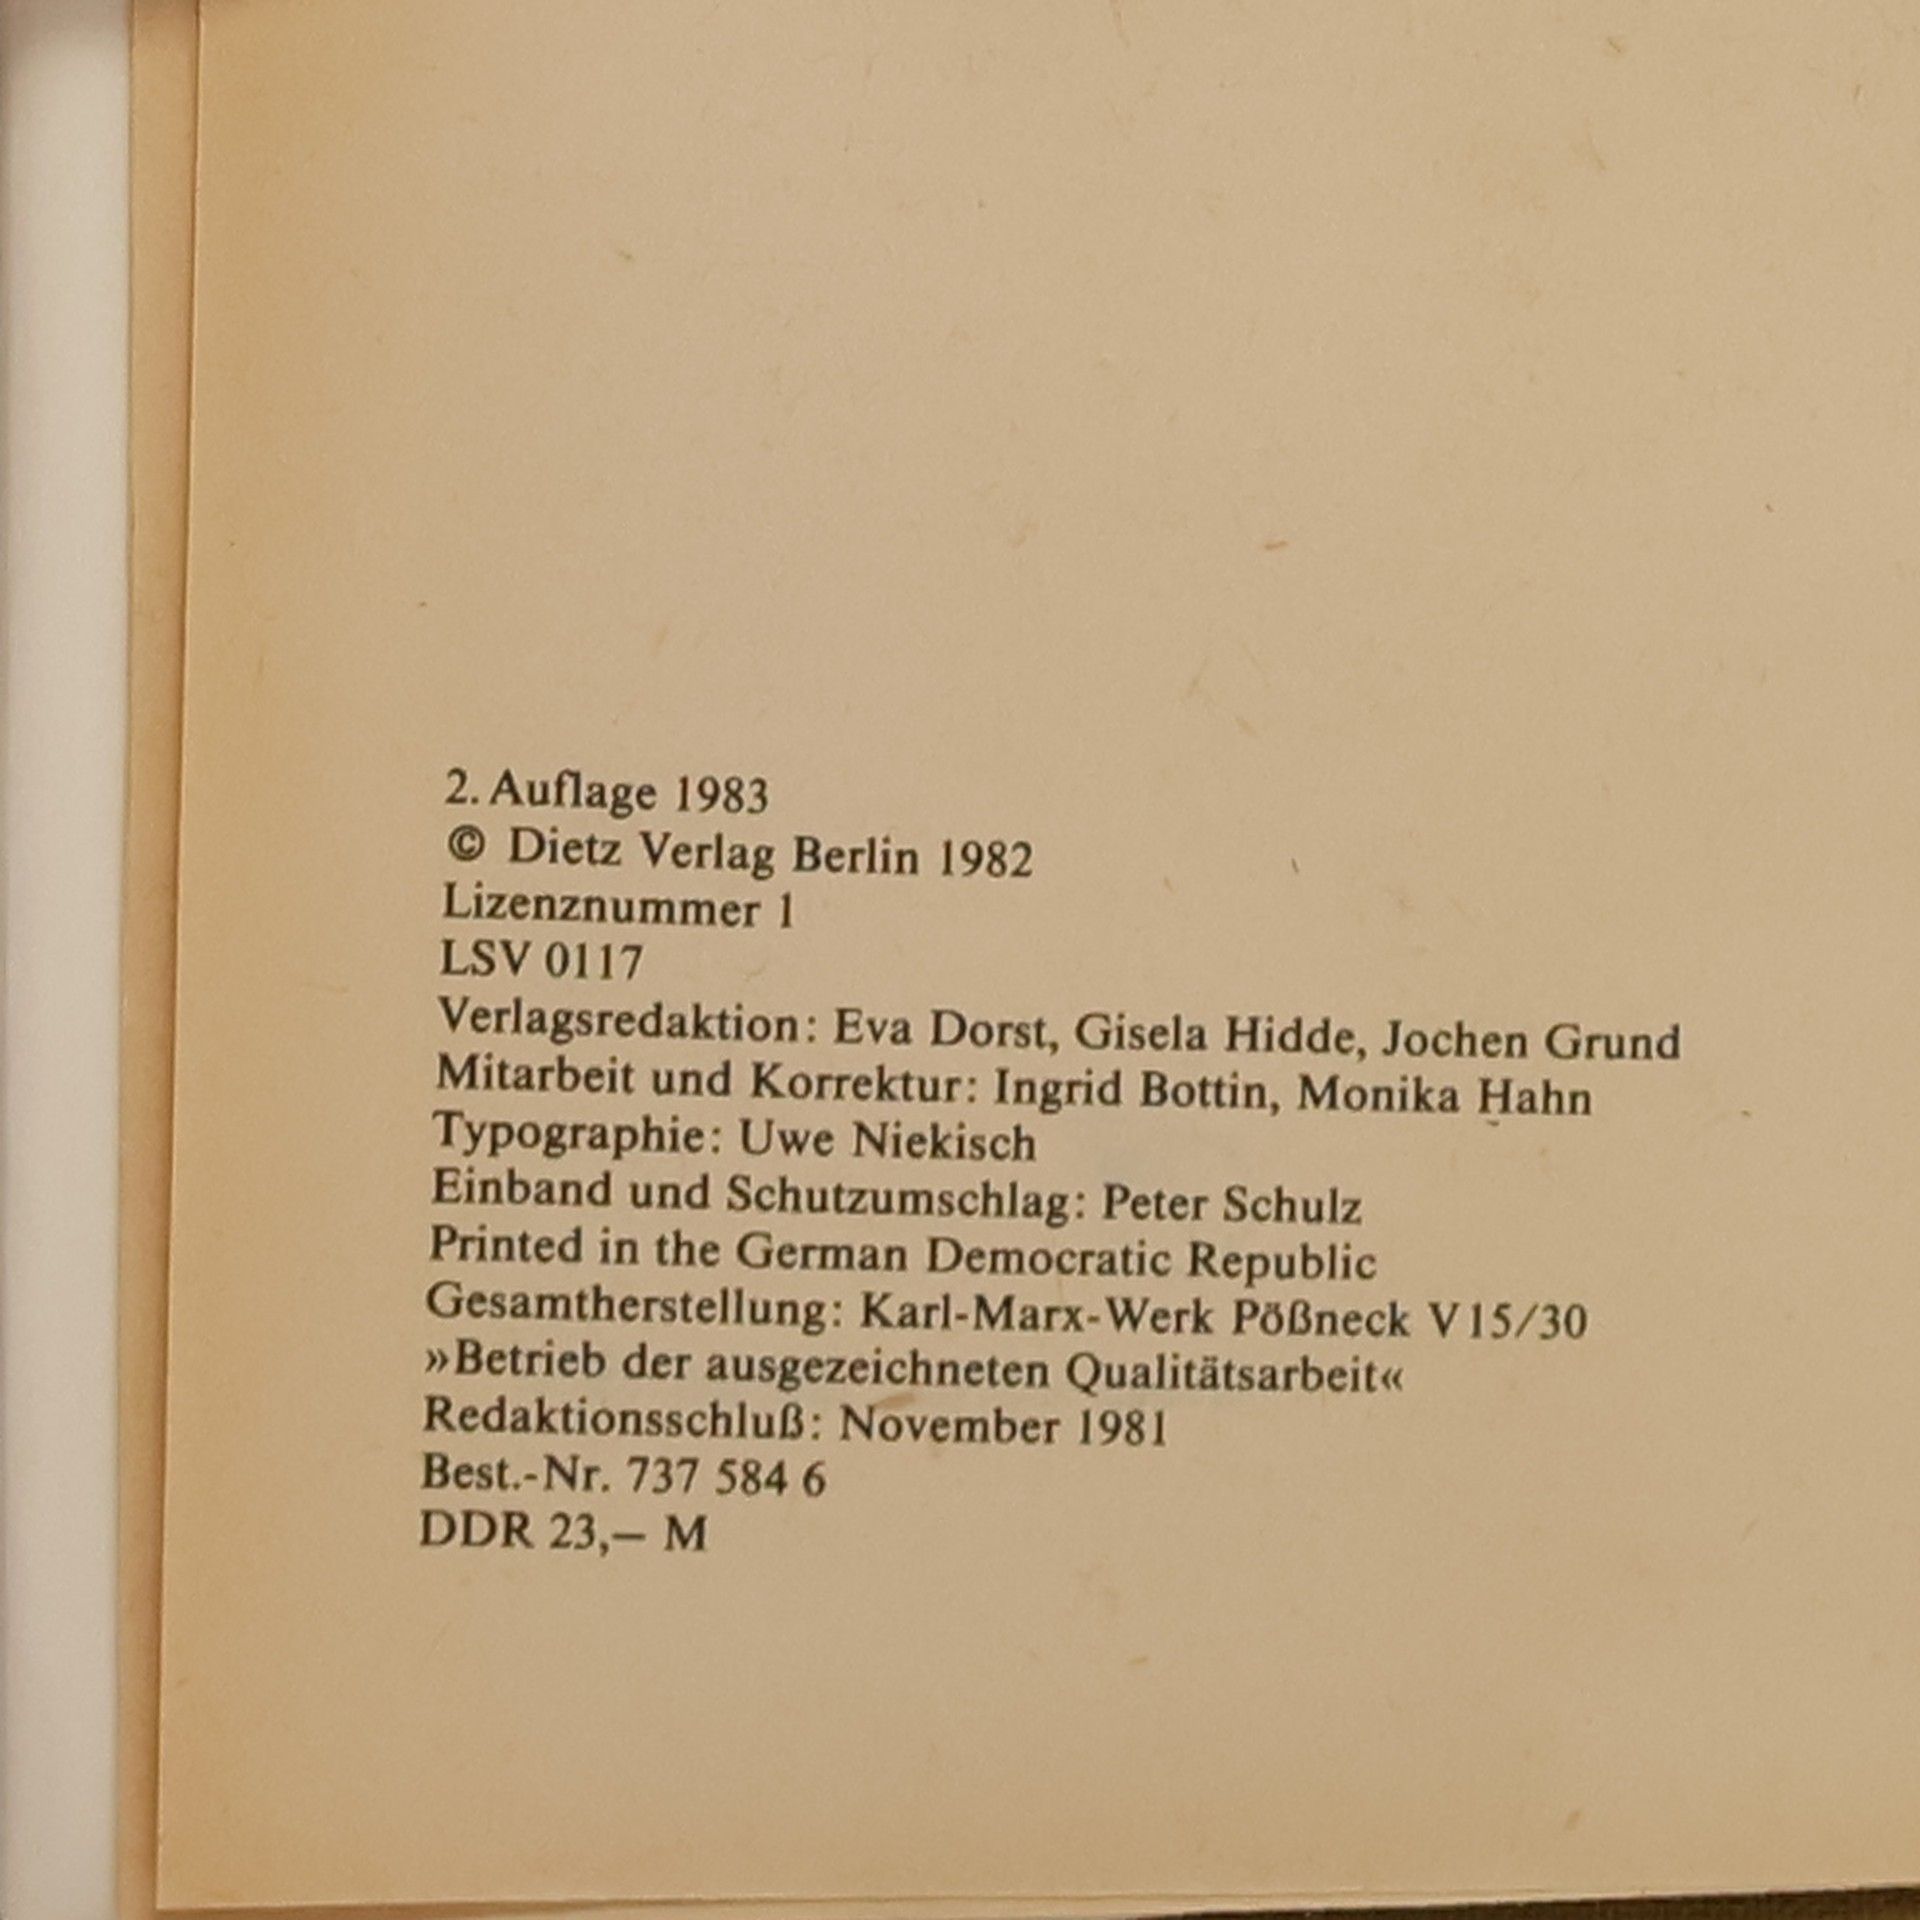 2. Auflage 1983
© Dietz Verlag Berlin 1982
Lizenznummer 1
LSV 0117
Verlagsredaktion: Eva Dorst, Gisela Hidde, Jochen Grund
Mitarbeit und Korrektur: Ingrid Bottin, Monika Hahn
Typographie: Uwe Niekisch
Einband und Schutzumschlag: Peter Schulz
Printed in the German Democratic Republic
Gesamtherstellung: Karl-Marx-Werk Pößneck V 15/30
»Betrieb der ausgezeichneten Qualitätsarbeit«
Redaktionsschluß: November 1981
Best.-Nr. 737 584 6
DDR 23,– M